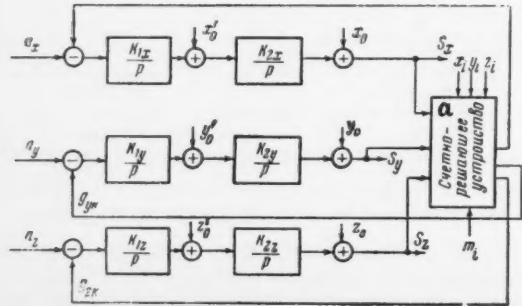 a_x
K_1x
p
x_0'
K_2x
p
x_0
S_x
x_i y_i z_i
a
Счетно-
решающее
устройство
n_y
K_1y
p
y_0'
K_2y
p
y_0
S_y
g_ук
n_z
K_1z
p
z_0'
K_2z
p
z_0
S_z
m_i
g_zк